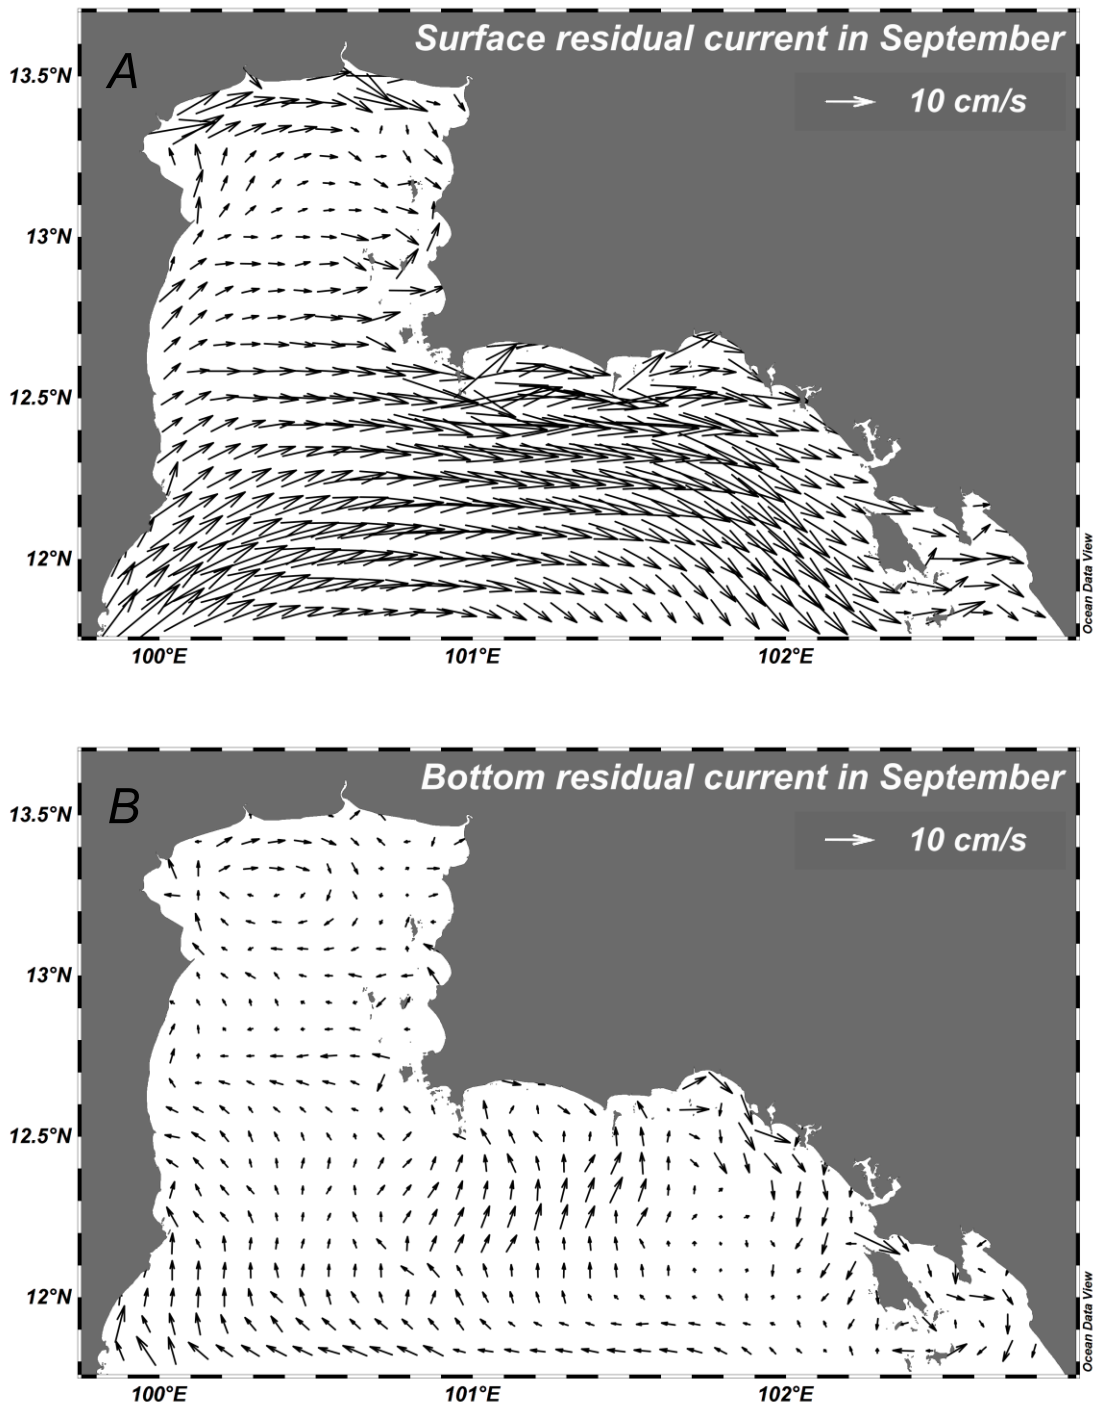 Surface residual current in September
A
10 cm/s
13.5°N
13°N
12.5°N
12°N
100°E
101°E
102°E
Ocean Data View
Bottom residual current in September
B
10 cm/s
13.5°N
13°N
12.5°N
12°N
100°E
101°E
102°E
Ocean Data View